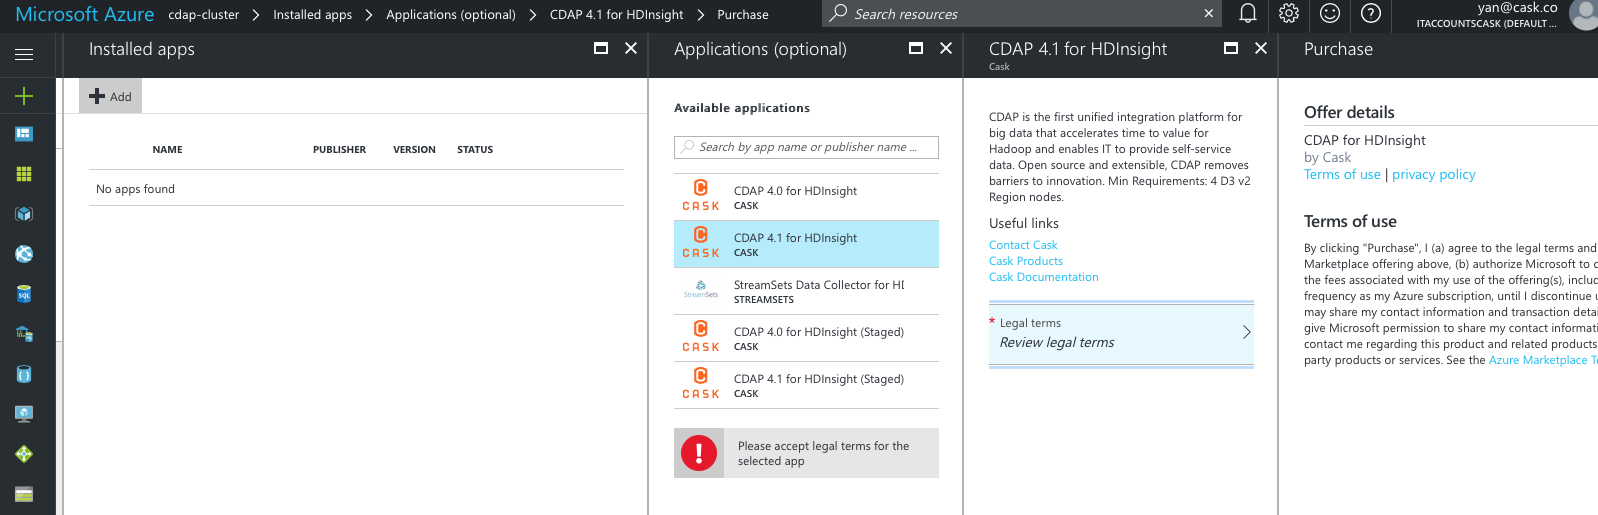 Microsoft Azure cdap-cluster > Installed apps > Applications (optional) > CDAP 4.1 for HDInsight > Purchase
Search resources
yan@cask.co
ITACCOUNTSCASK (DEFAULT ...
Installed apps
Add
NAME PUBLISHER VERSION STATUS
No apps found
Applications (optional)
Available applications
Search by app name or publisher name ...
CASK
CDAP 4.0 for HDInsight
CASK
CASK
CDAP 4.1 for HDInsight
CASK
StreamSets
StreamSets Data Collector for HD
STREAMSETS
CASK
CDAP 4.0 for HDInsight (Staged)
CASK
CASK
CDAP 4.1 for HDInsight (Staged)
CASK
Please accept legal terms for the
selected app
CDAP 4.1 for HDInsight
Cask
CDAP is the first unified integration platform for
big data that accelerates time to value for
Hadoop and enables IT to provide self-service
data. Open source and extensible, CDAP removes
barriers to innovation. Min Requirements: 4 D3 v2
Region nodes.
Useful links
Contact Cask
Cask Products
Cask Documentation
* Legal terms
Review legal terms
Purchase
Offer details
CDAP for HDInsight
by Cask
Terms of use | privacy policy
Terms of use
By clicking "Purchase", I (a) agree to the legal terms and
Marketplace offering above, (b) authorize Microsoft to
the fees associated with my use of the offering(s),
frequency as my Azure subscription, until I discontinue
may share my contact information and transaction
give Microsoft permission to share my contact
contact me regarding this product and related products
party products or services. See the Azure Marketplace